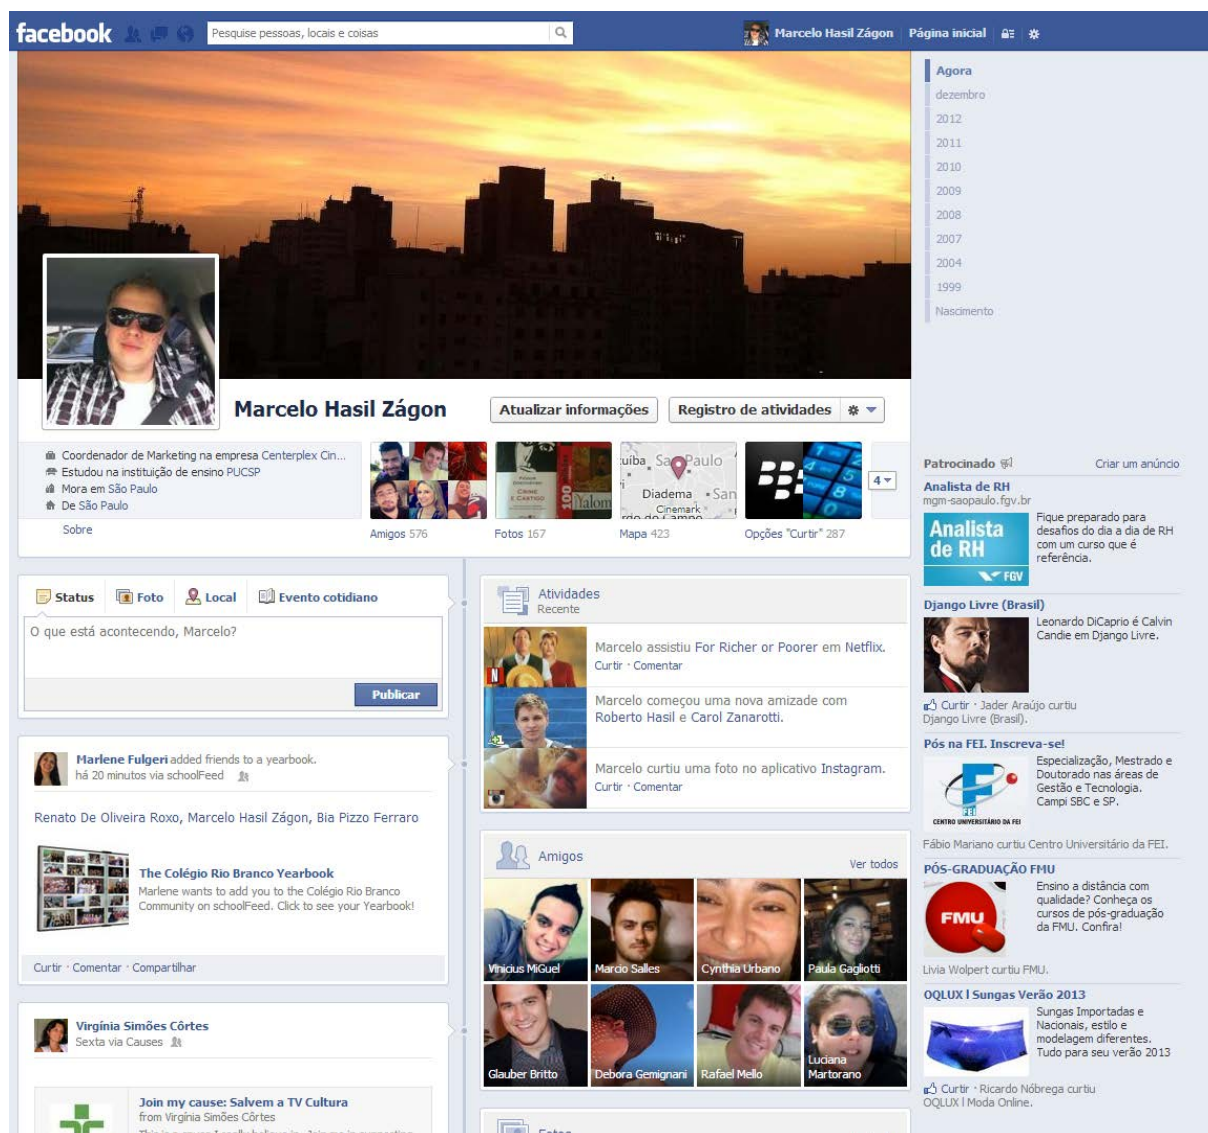 facebook
Pesquise pessoas, locais e coisas
Marcelo Hasil Zágon
Página inicial
Agora
dezembro
2012
2011
2010
2009
2008
2007
2004
1999
Nascimento
Marcelo Hasil Zágon
Atualizar informações
Registro de atividades
Coordenador de Marketing na empresa Centerplex Cin...
Estudou na instituição de ensino PUCSP
Mora em São Paulo
De São Paulo
Sobre
CRIME
E CASTIGO
100
Yalom
uíba
São Paulo
Diadema
San
Cinemark
4
Amigos 576
Fotos 167
Mapa 423
Opções "Curtir" 287
Status
Foto
Local
Evento cotidiano
O que está acontecendo, Marcelo?
Publicar
Marlene Fulgeri added friends to a yearbook.
há 20 minutos via schoolFeed
Renato De Oliveira Roxo, Marcelo Hasil Zágon, Bia Pizzo Ferraro
The Colégio Rio Branco Yearbook
Marlene wants to add you to the Colégio Rio Branco
Community on schoolFeed. Click to see your Yearbook!
Curtir · Comentar · Compartilhar
Virgínia Simões Côrtes
Sexta via Causes
Join my cause: Salvem a TV Cultura
from Virgínia Simões Côrtes
Atividades
Recente
N
Marcelo assistiu For Richer or Poorer em Netflix.
Curtir · Comentar
+1
Marcelo começou uma nova amizade com
Roberto Hasil e Carol Zanarotti.
Marcelo curtiu uma foto no aplicativo Instagram.
Curtir · Comentar
Amigos
Ver todos
Vinicius MiGuel
Marcio Salles
Cynthia Urbano
Paula Gagliotti
Glauber Britto
Debora Gemignani
Rafael Mello
Luciana
Martorano
Fotos
Patrocinado
Criar um anúncio
Analista de RH
mgm-saopaulo.fgv.br
Analista
de RH
FGV
Fique preparado para
desafios do dia a dia de RH
com um curso que é
referência.
Django Livre (Brasil)
Leonardo DiCaprio é Calvin
Candie em Django Livre.
Curtir · Jader Araújo curtiu
Django Livre (Brasil).
Pós na FEI. Inscreva-se!
FEI
CENTRO UNIVERSITÁRIO DA FEI
Especialização, Mestrado e
Doutorado nas áreas de
Gestão e Tecnologia.
Campi SBC e SP.
Fábio Mariano curtiu Centro Universitário da FEI.
PÓS-GRADUAÇÃO FMU
FMU
Ensino a distância com
qualidade? Conheça os
cursos de pós-graduação
da FMU. Confira!
Livia Wolpert curtiu FMU.
OQLUX l Sungas Verão 2013
Sungas Importadas e
Nacionais, estilo e
modelagem diferentes.
Tudo para seu verão 2013
Curtir · Ricardo Nóbrega curtiu
OQLUX l Moda Online.